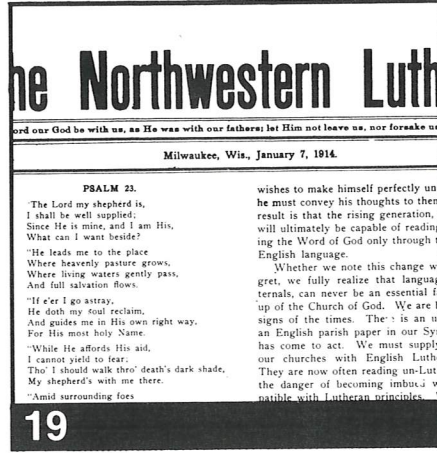 he Northwestern Luth
ord our God be with us, as He was with our fathers; let Him not leave us, nor forsake us
Milwaukee, Wis., January 7, 1914.
PSALM 23.
The Lord my shepherd is,
I shall be well supplied;
Since He is mine, and I am His,
What can I want beside?
"He leads me to the place
Where heavenly pasture grows,
Where living waters gently pass,
And full salvation flows.
"If e'er I go astray,
He doth my soul reclaim,
And guides me in His own right way,
For His most holy Name.
"While He affords His aid,
I cannot yield to fear;
Tho' I should walk thro' death's dark shade,
My shepherd's with me there.
"Amid surrounding foes
wishes to make himself perfectly un
he must convey his thoughts to them
result is that the rising generation,
will ultimately be capable of reading
ing the Word of God only through t
English language.
Whether we note this change w
gret, we fully realize that languag
ternals, can never be an essential fa
up of the Church of God. We are
signs of the times. There is an u
an English parish paper in our Sy
has come to act. We must supply
our churches with English Luth
They are now often reading un-Lut
the danger of becoming imbued w
patible with Lutheran principles.
19